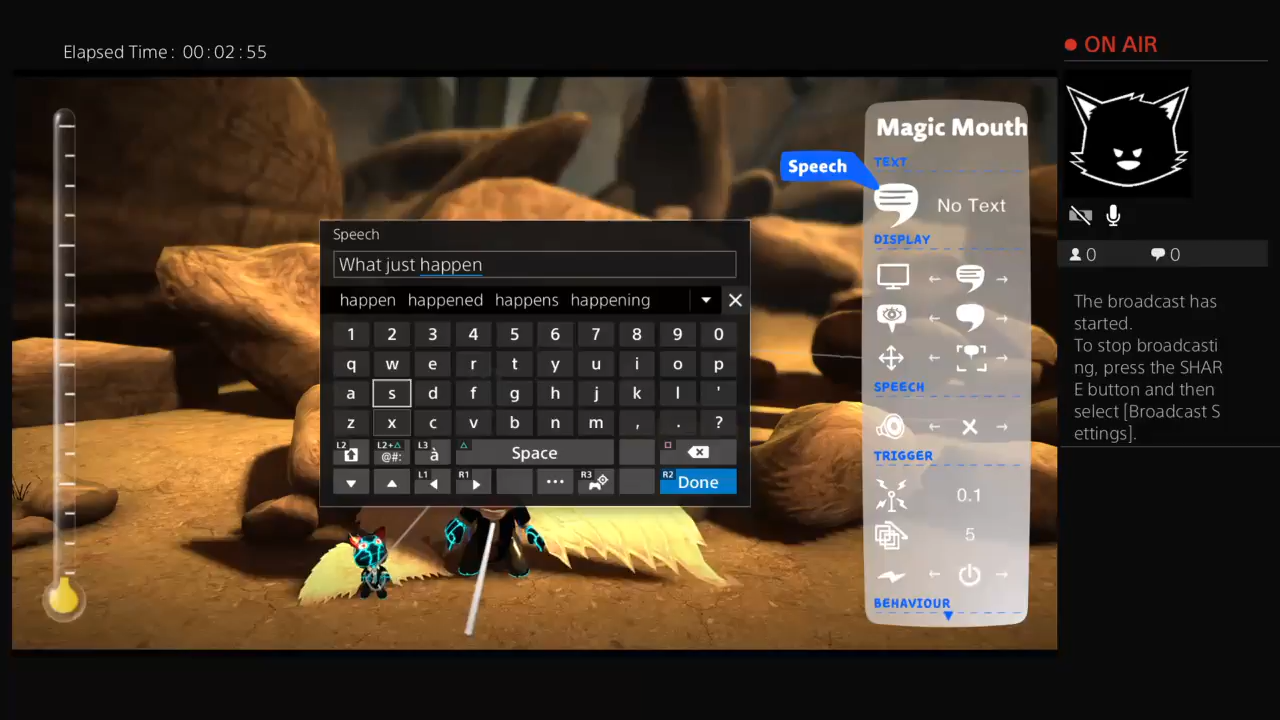 Elapsed Time: 00:02:55
ON AIR
Magic Mouth
TEXT
Speech
No Text
DISPLAY
SPEECH
TRIGGER
0.1
5
BEHAVIOUR
Speech
What just happen
happen happened happens happening
1 2 3 4 5 6 7 8 9 0
q w e r t y u i o p
a s d f g h j k l '
z x c v b n m , . ?
L2 L2+△ @#: L3 à △ Space □
L1 R1 ... R3 R2 Done
0 0
The broadcast has
started.
To stop broadcasti
ng, press the SHAR
E button and then
select [Broadcast S
ettings].